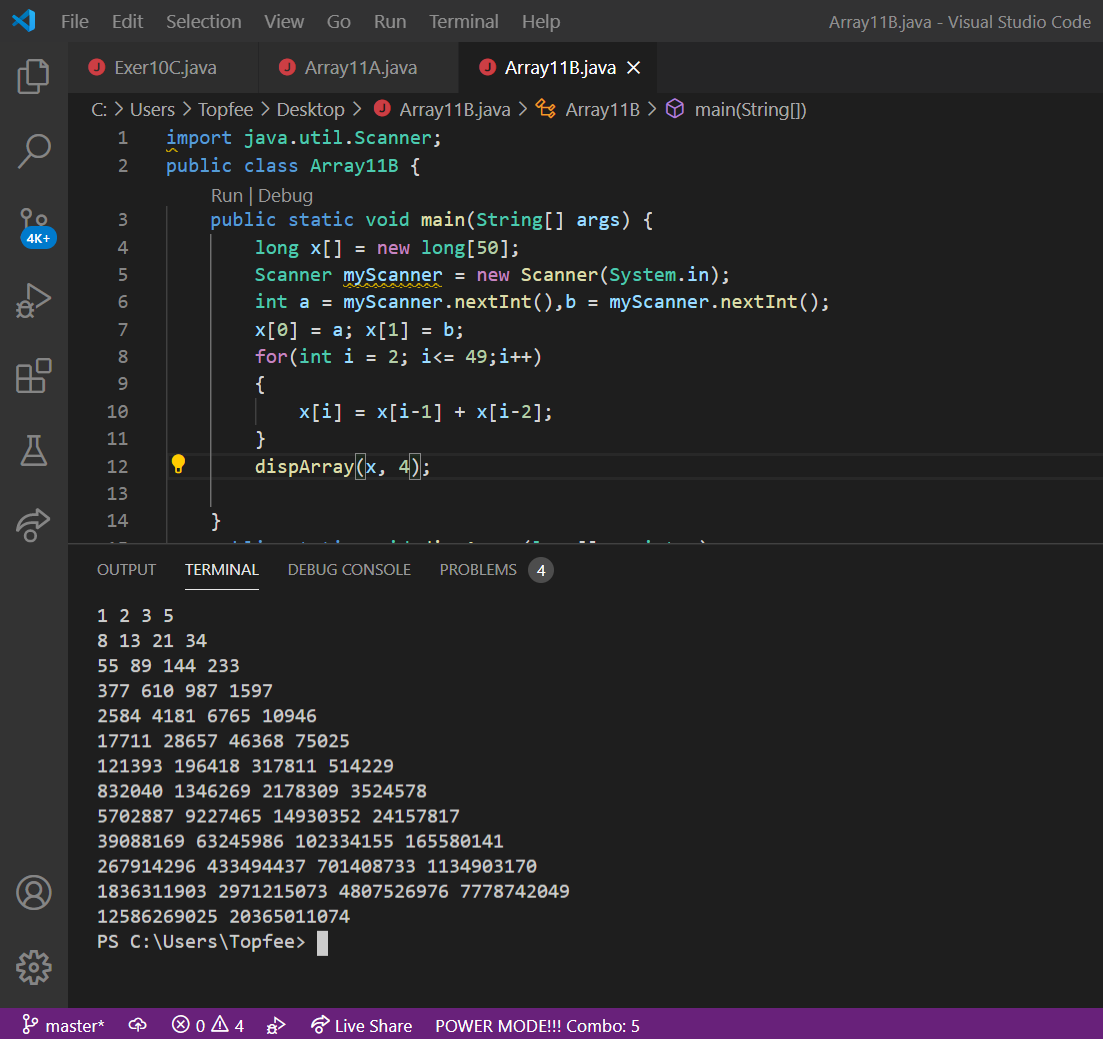 File Edit Selection View Go Run Terminal Help Array11B.java - Visual Studio Code
Exer10C.java Array11A.java Array11B.java
C: > Users > Topfee > Desktop > Array11B.java > Array11B > main(String[])
1 import java.util.Scanner;
2 public class Array11B {
Run | Debug
3 public static void main(String[] args) {
4 long x[] = new long[50];
5 Scanner myScanner = new Scanner(System.in);
6 int a = myScanner.nextInt(),b = myScanner.nextInt();
7 x[0] = a; x[1] = b;
8 for(int i = 2; i<= 49;i++)
9 {
10 x[i] = x[i-1] + x[i-2];
11 }
12 dispArray(x, 4);
13
14 }
4K+
OUTPUT TERMINAL DEBUG CONSOLE PROBLEMS 4
1 2 3 5
8 13 21 34
55 89 144 233
377 610 987 1597
2584 4181 6765 10946
17711 28657 46368 75025
121393 196418 317811 514229
832040 1346269 2178309 3524578
5702887 9227465 14930352 24157817
39088169 63245986 102334155 165580141
267914296 433494437 701408733 1134903170
1836311903 2971215073 4807526976 7778742049
12586269025 20365011074
PS C:\Users\Topfee>
master* 0 4 Live Share POWER MODE!!! Combo: 5